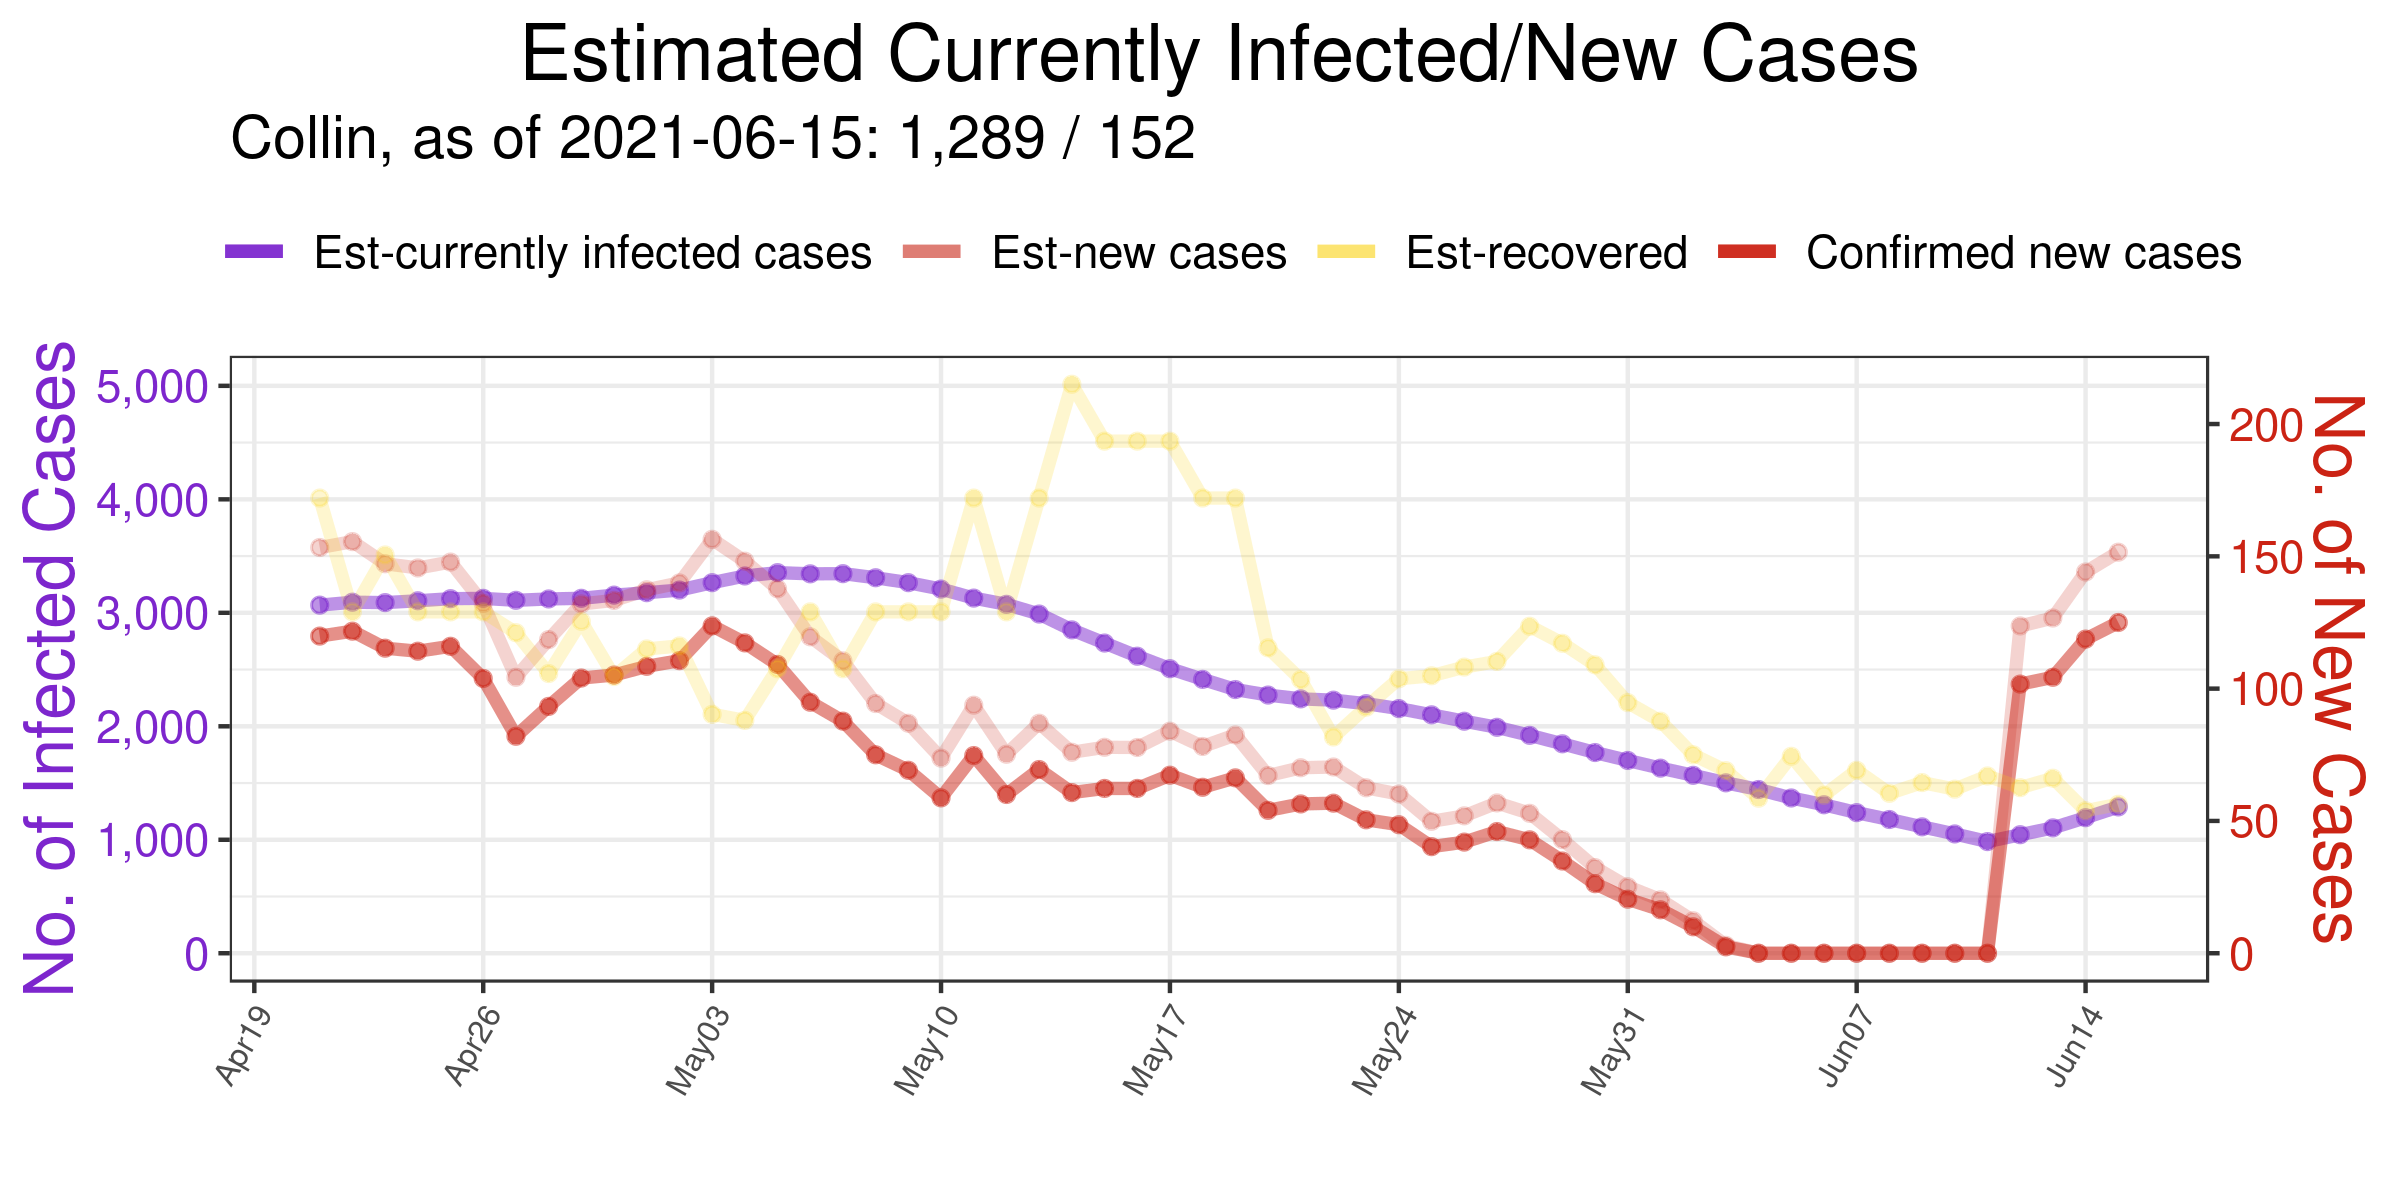 Estimated Currently Infected/New Cases
Collin, as of 2021-06-15: 1,289 / 152
Est-currently infected cases
Est-new cases
Est-recovered
Confirmed new cases
No. of Infected Cases
5,000
4,000
3,000
2,000
1,000
0
200
150
100
50
0
No. of New Cases
Apr19
Apr26
May03
May10
May17
May24
May31
Jun07
Jun14